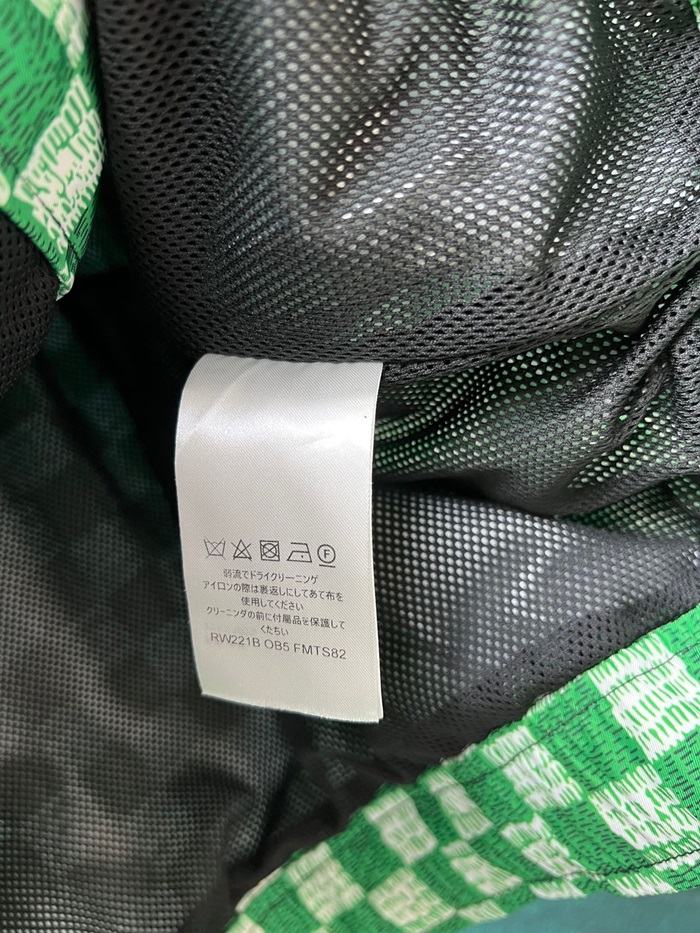 F
弱流でドライクリーニング
アイロンの際は裏返しにしてあて布を
使用してください
クリーニンダの前に付属品を保護して
くたちい
RW221B OB5 FMTS82